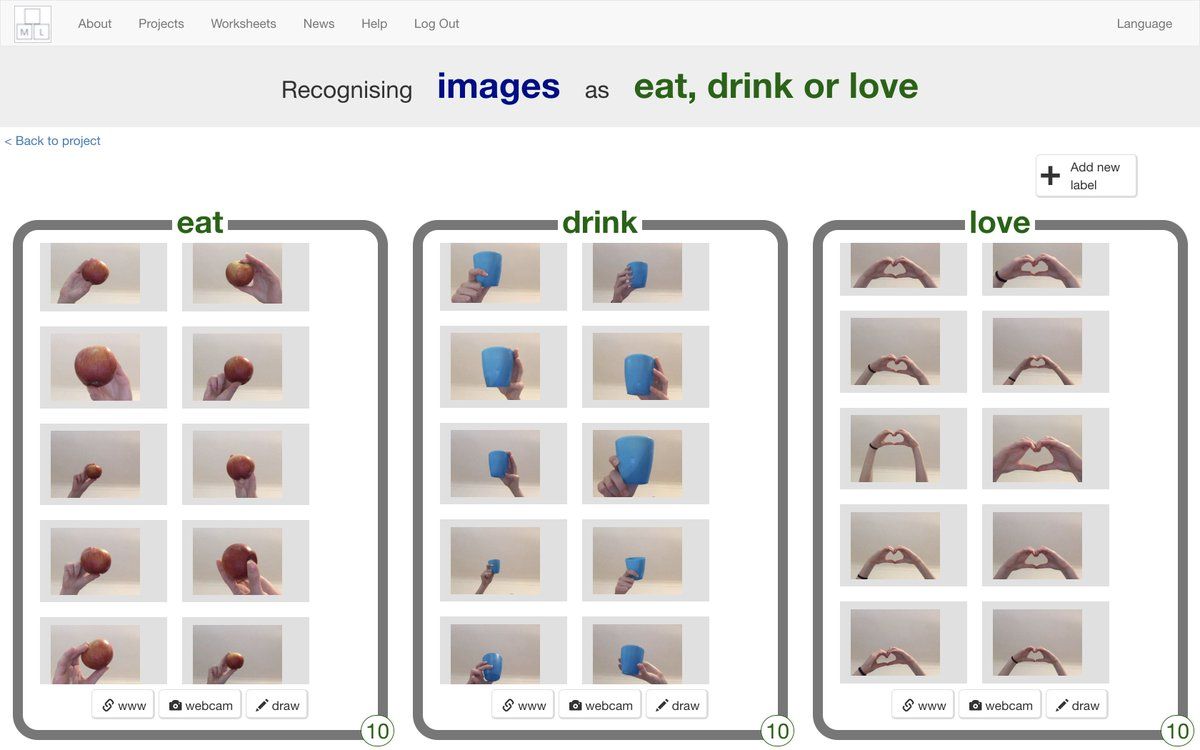 M L
About Projects Worksheets News Help Log Out Language
Recognising images as eat, drink or love
< Back to project
Add new
label
eat drink love
www webcam draw www webcam draw www webcam draw
10 10 10